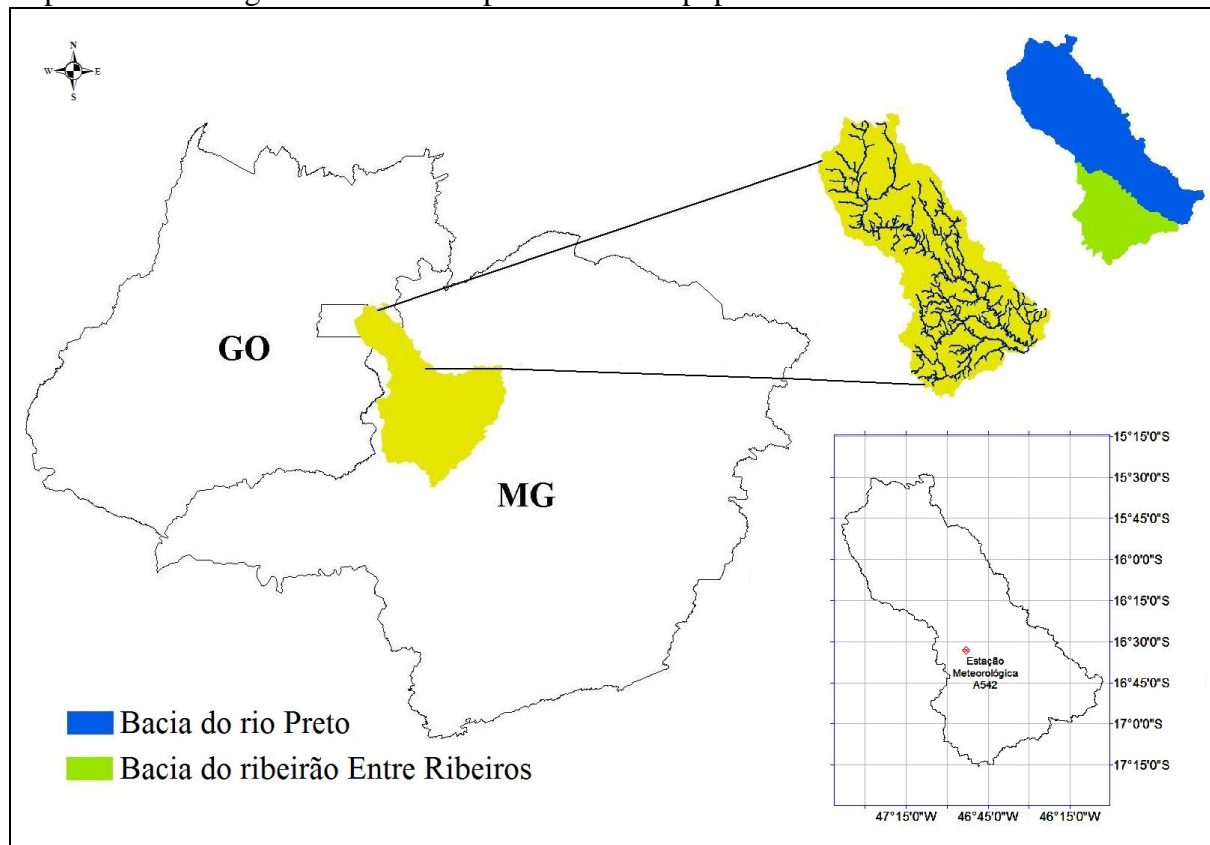 N
W E
S
GO
MG
Bacia do rio Preto
Bacia do ribeirão Entre Ribeiros
15°15'0"S
15°30'0"S
15°45'0"S
16°0'0"S
16°15'0"S
16°30'0"S
16°45'0"S
17°0'0"S
17°15'0"S
Estação
Meteorológica
A542
47°15'0"W 46°45'0"W 46°15'0"W